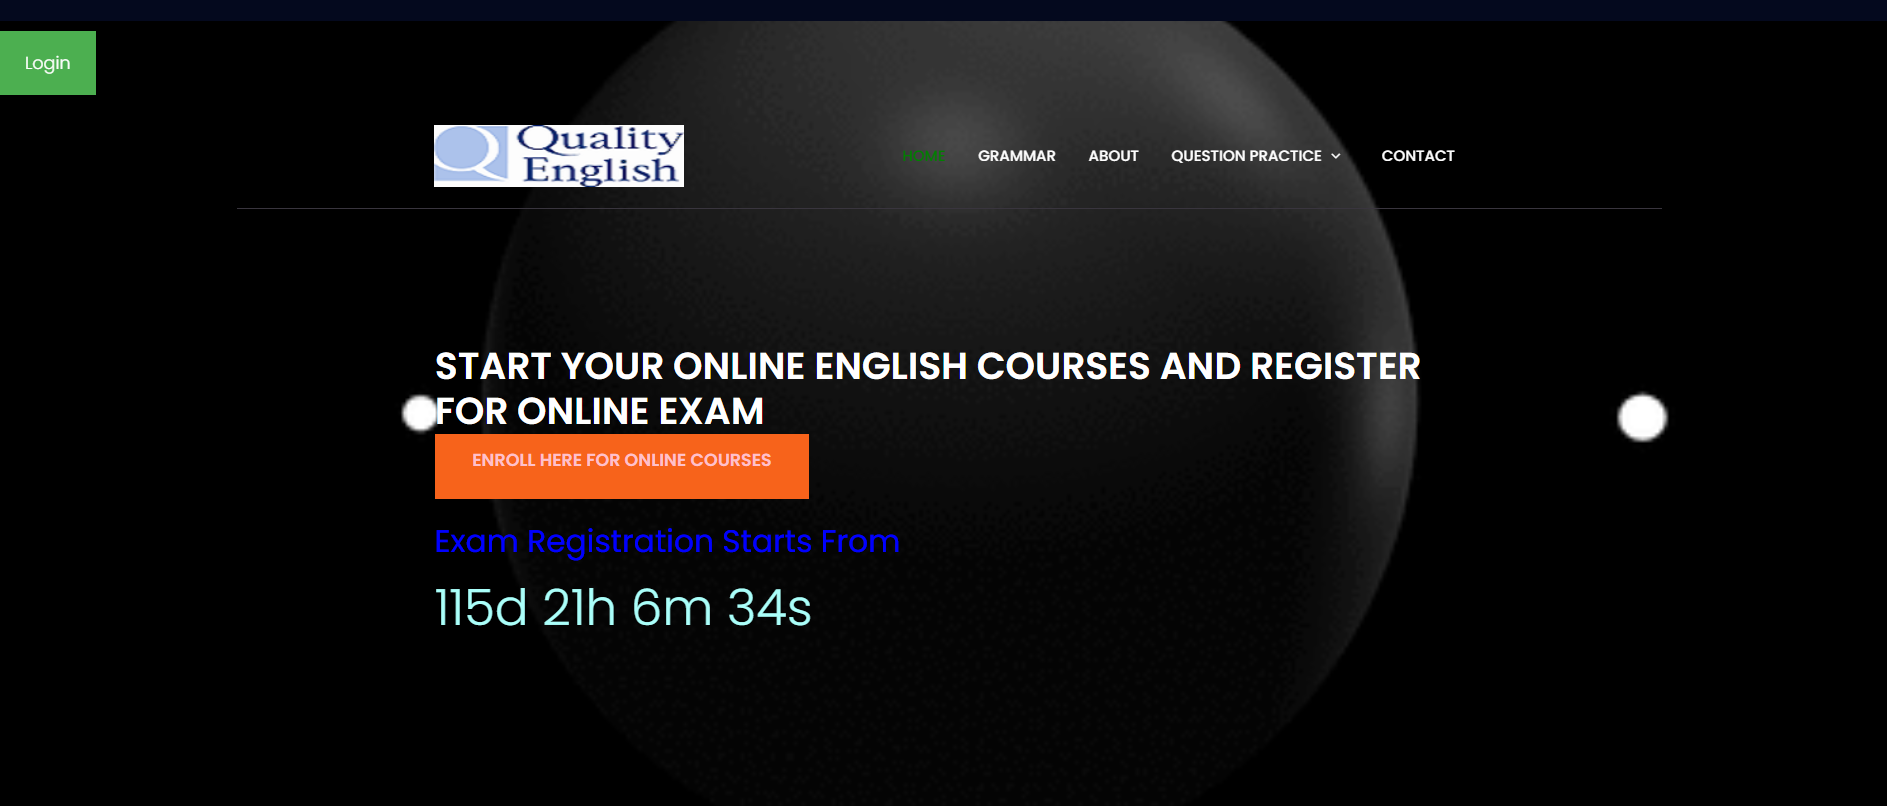 Login
Quality
English
HOME GRAMMAR ABOUT QUESTION PRACTICE CONTACT
START YOUR ONLINE ENGLISH COURSES AND REGISTER
FOR ONLINE EXAM
ENROLL HERE FOR ONLINE COURSES
Exam Registration Starts From
115d 21h 6m 34s